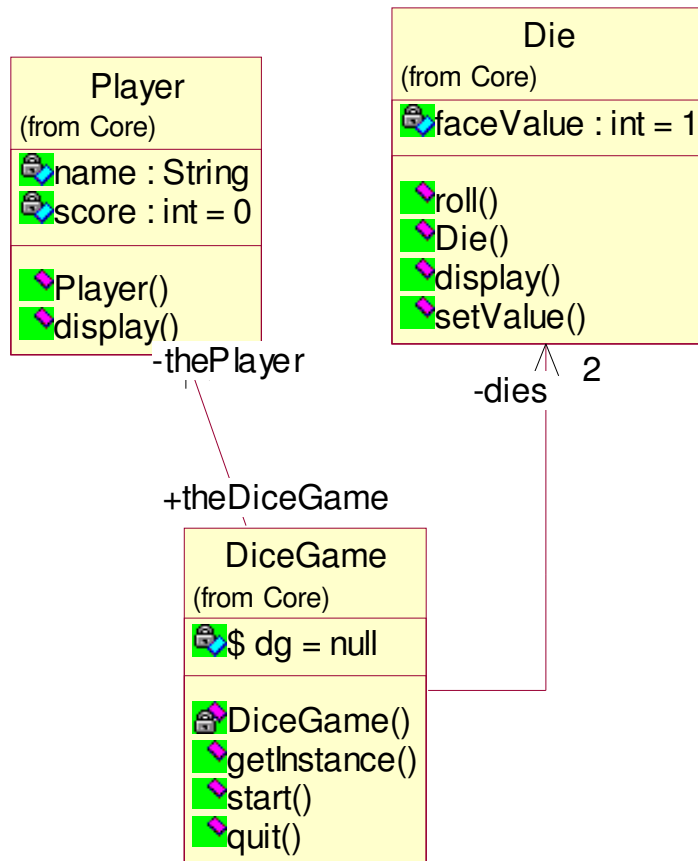 Player
(from Core)
name : String
score : int = 0
Player()
display()
-thePlayer
Die
(from Core)
faceValue : int = 1
roll()
Die()
display()
setValue()
2
-dies
+theDiceGame
DiceGame
(from Core)
$ dg = null
DiceGame()
getInstance()
start()
quit()